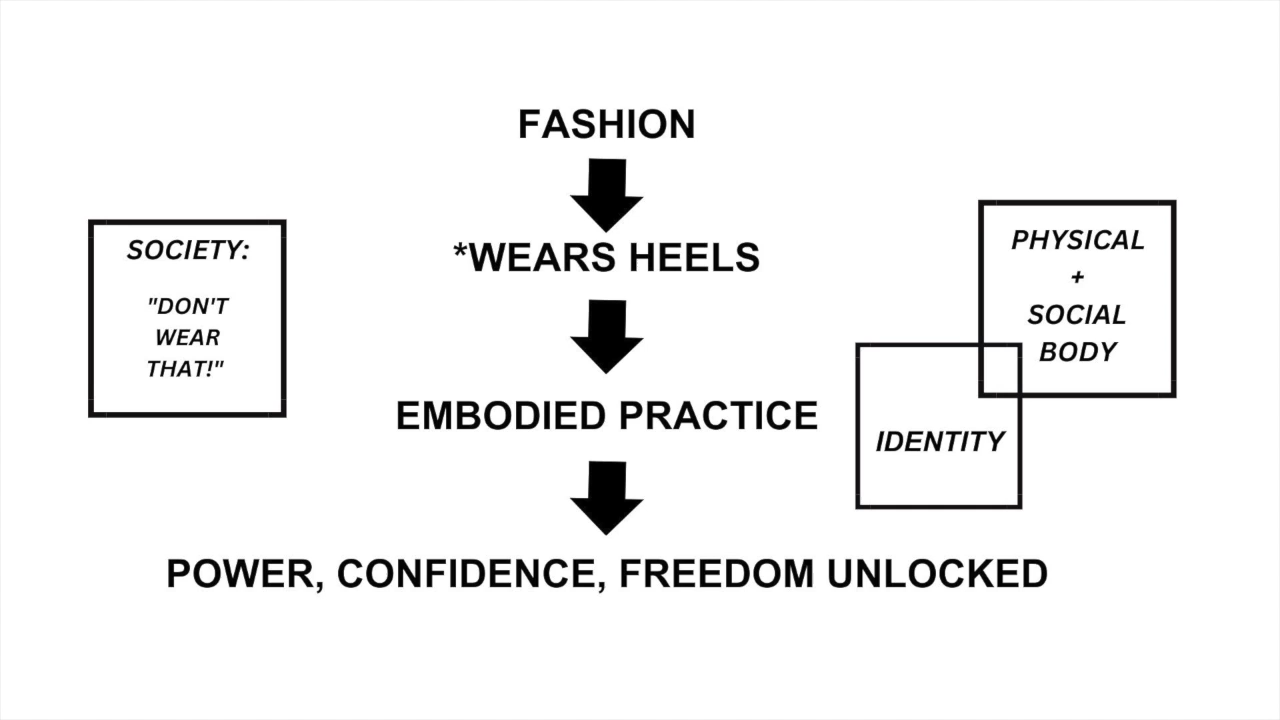 FASHION
*WEARS HEELS
EMBODIED PRACTICE
POWER, CONFIDENCE, FREEDOM UNLOCKED
SOCIETY:
"DON'T
WEAR
THAT!"
PHYSICAL
+
SOCIAL
BODY
IDENTITY